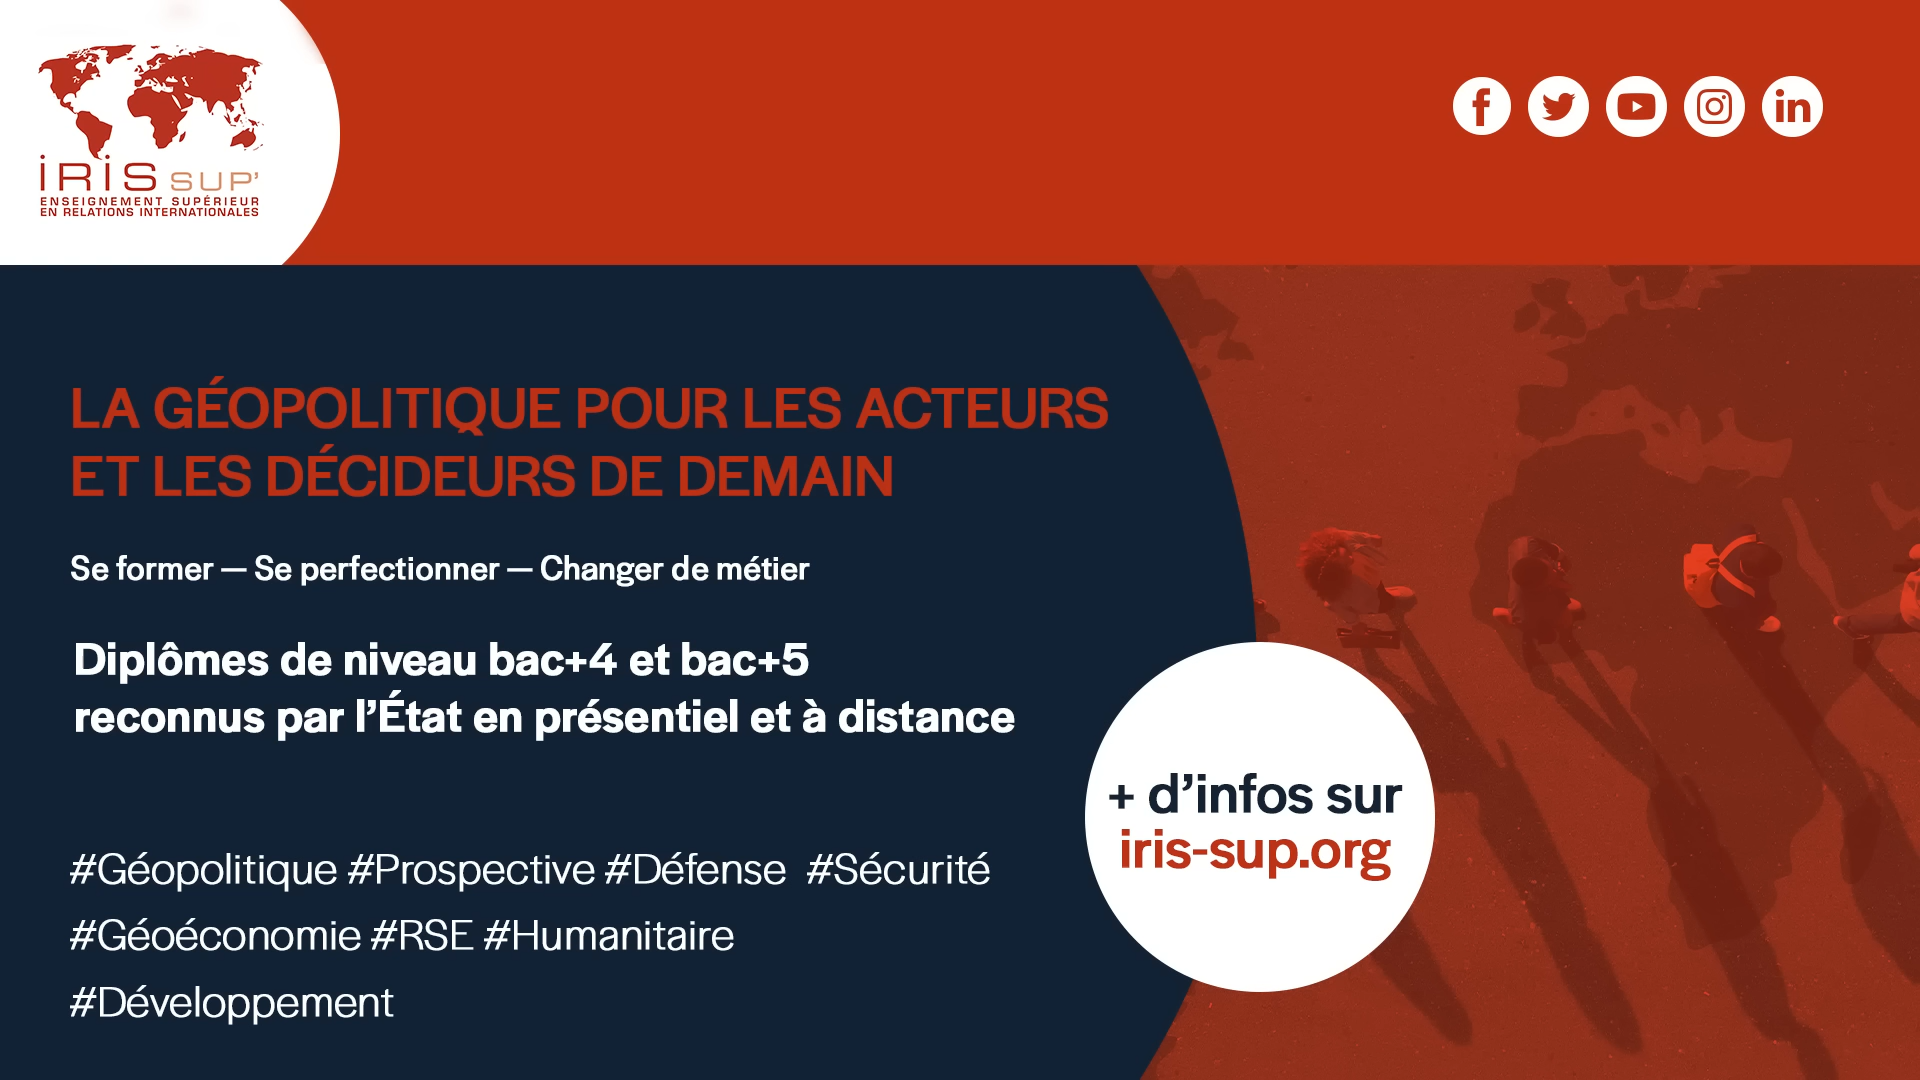 iRiS SUP'
ENSEIGNEMENT SUPÉRIEUR
EN RELATIONS INTERNATIONALES
LA GÉOPOLITIQUE POUR LES ACTEURS
ET LES DÉCIDEURS DE DEMAIN
Se former — Se perfectionner — Changer de métier
Diplômes de niveau bac+4 et bac+5
reconnus par l’État en présentiel et à distance
+ d’infos sur
iris-sup.org
#Géopolitique #Prospective #Défense #Sécurité
#Géoéconomie #RSE #Humanitaire
#Développement